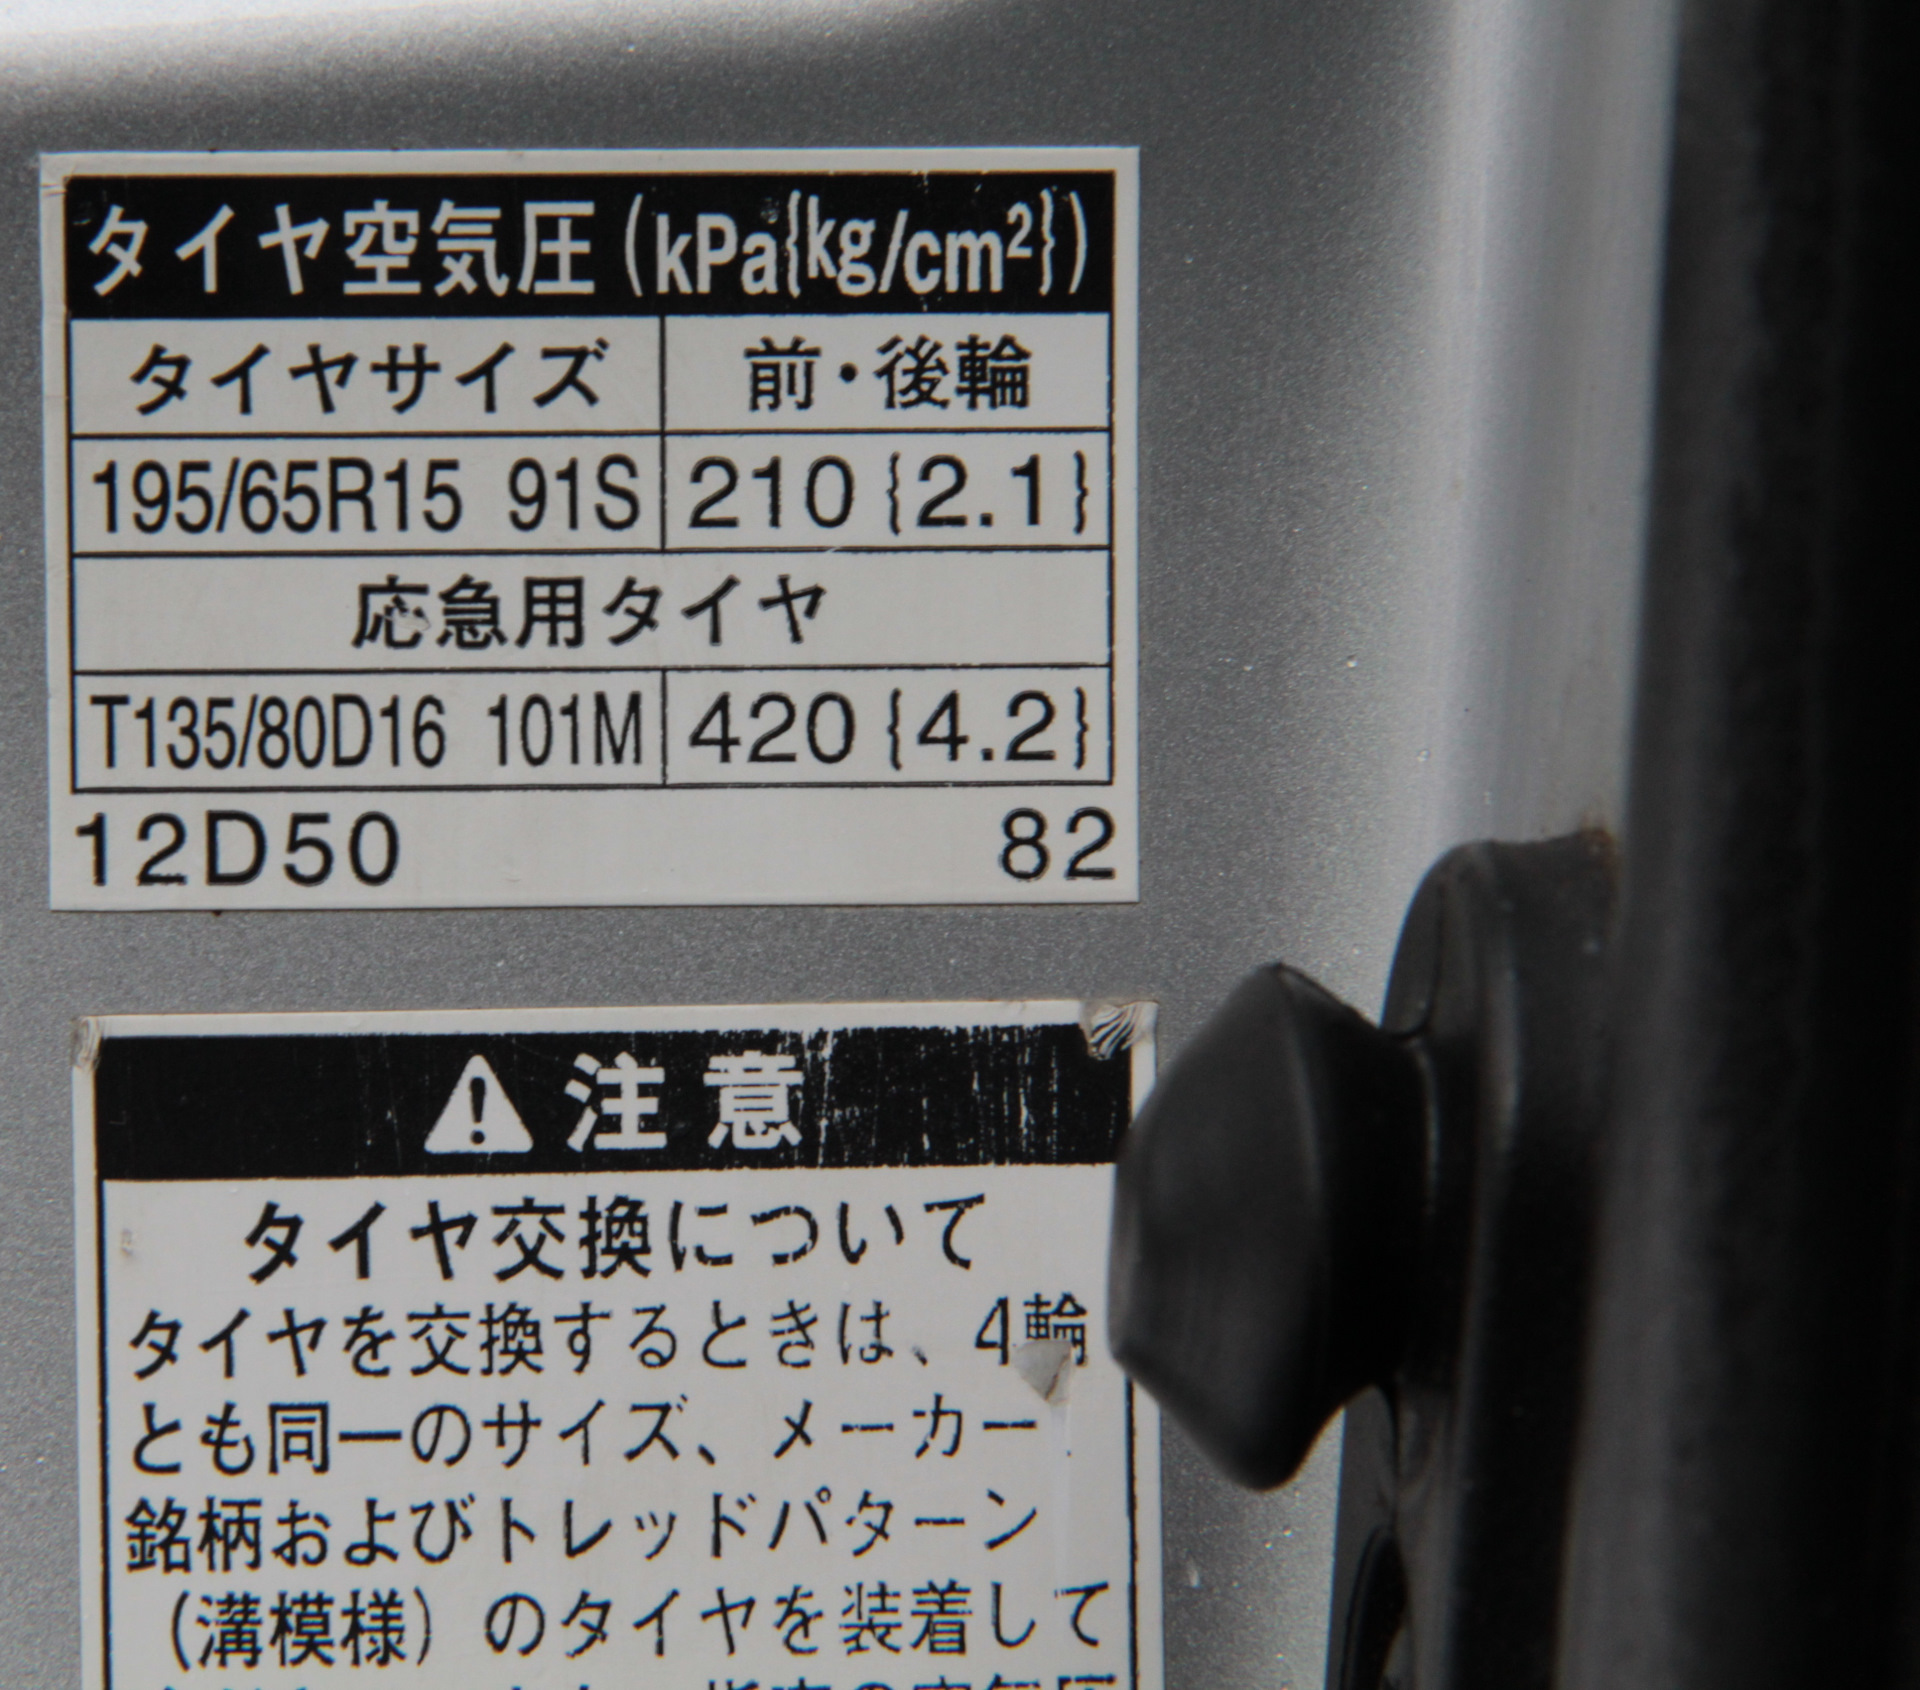 タイヤ空気圧(kPa{kg/cm²})
タイヤサイズ 前・後輪
195/65R15 91S 210{2.1}
応急用タイヤ
T135/80D16 101M 420{4.2}
12D50 82
注意
タイヤ交換について
タイヤを交換するときは、4輪
とも同一のサイズ、メーカー
銘柄およびトレッドパターン
(溝模様)のタイヤを装着して